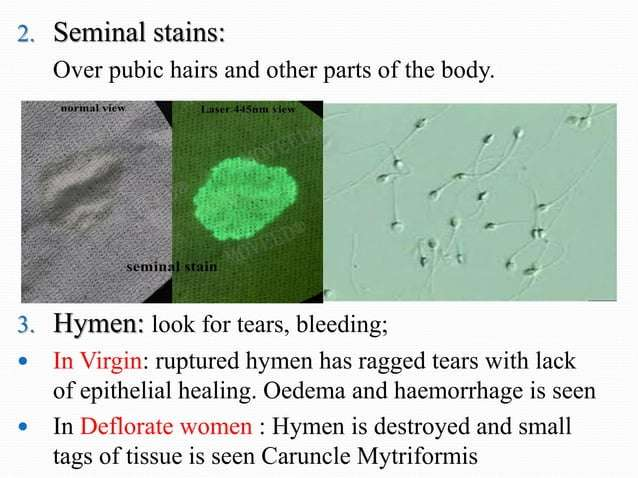 2. Seminal stains:
Over pubic hairs and other parts of the body.
normal view
Laser 445nm view
seminal stain
3. Hymen: look for tears, bleeding;
• In Virgin: ruptured hymen has ragged tears with lack
of epithelial healing. Oedema and haemorrhage is seen
• In Deflorate women : Hymen is destroyed and small
tags of tissue is seen Caruncle Mytriformis